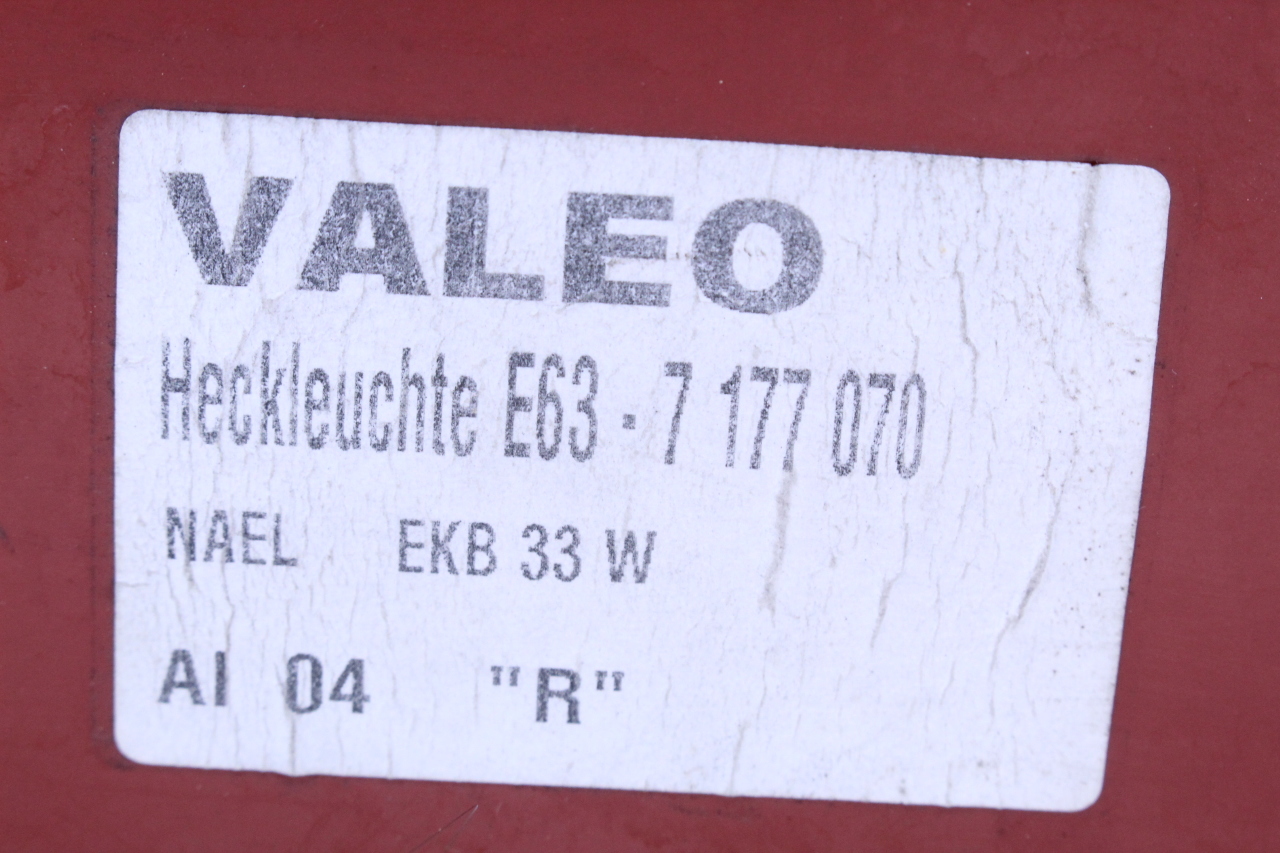 VALEO
Heckleuchte E63 - 7 177 070
NAEL EKB 33 W
AI 04 "R"